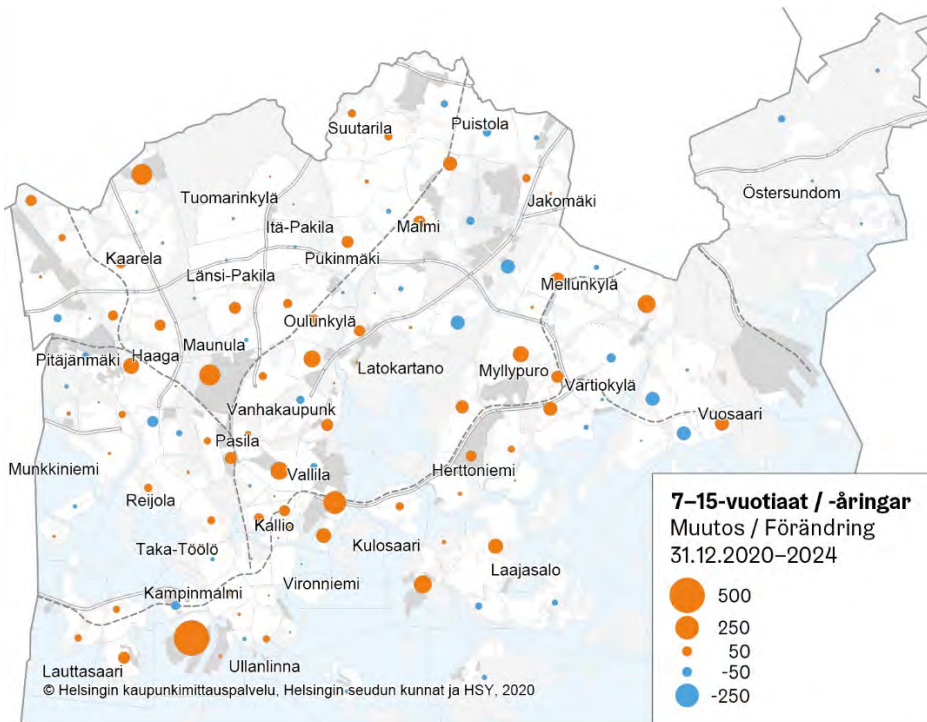 Suutarila
Puistola
Tuomarinkylä
Östersundom
Jakomäki
Itä-Pakila
Malmi
Pukinmäki
Kaarela
Länsi-Pakila
Mellunkylä
Oulunkylä
Maunula
Pitäjänmäki
Haaga
Latokartano
Myllypuro
Vartiokylä
Vanhakaupunk
Vuosaari
Pasila
Munkkiniemi
Vallila
Herttoniemi
Reijola
Kallio
Taka-Töölö
Kulosaari
Laajasalo
Vironniemi
Kampinmalmi
Lauttasaari
Ullanlinna
© Helsingin kaupunkimittauspalvelu, Helsingin seudun kunnat ja HSY, 2020
7–15-vuotiaat / -åringar
Muutos / Förändring
31.12.2020–2024
500
250
50
-50
-250